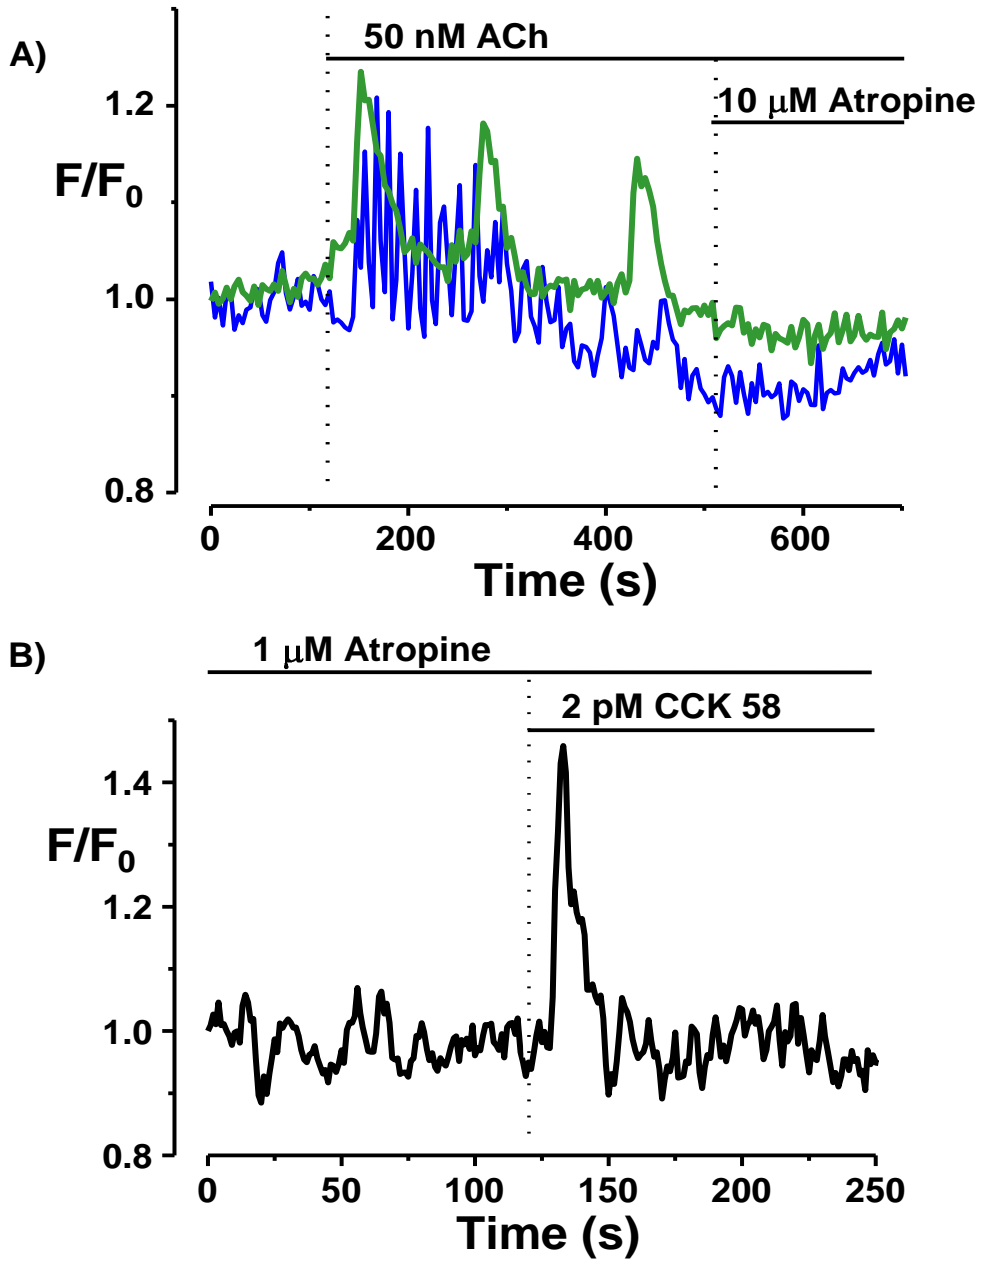 A)
50 nM ACh
10 μM Atropine
1.2
F/F0
1.0
0.8
0 200 400 600
Time (s)
B)
1 μM Atropine
2 pM CCK 58
1.4
F/F0
1.2
1.0
0.8
0 50 100 150 200 250
Time (s)